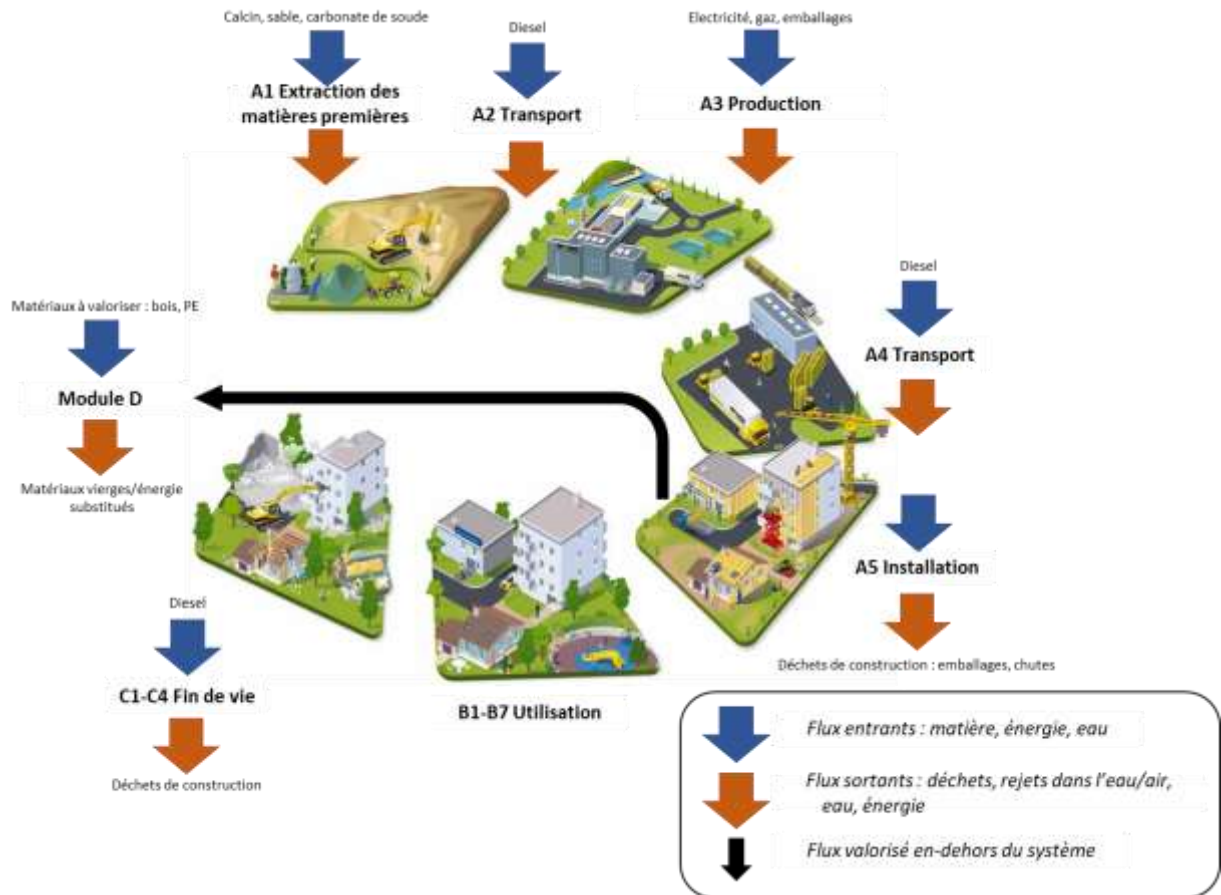 Calcin, sable, carbonate de soude
Diesel
Electricité, gaz, emballages
A1 Extraction des
matières premières
A2 Transport
A3 Production
Diesel
Matériaux à valoriser : bois, PE
A4 Transport
Module D
Matériaux vierges/énergie
substitués
A5 Installation
Diesel
Déchets de construction : emballages, chutes
C1-C4 Fin de vie
B1-B7 Utilisation
Déchets de construction
Flux entrants : matière, énergie, eau
Flux sortants : déchets, rejets dans l'eau/air,
eau, énergie
Flux valorisé en-dehors du système